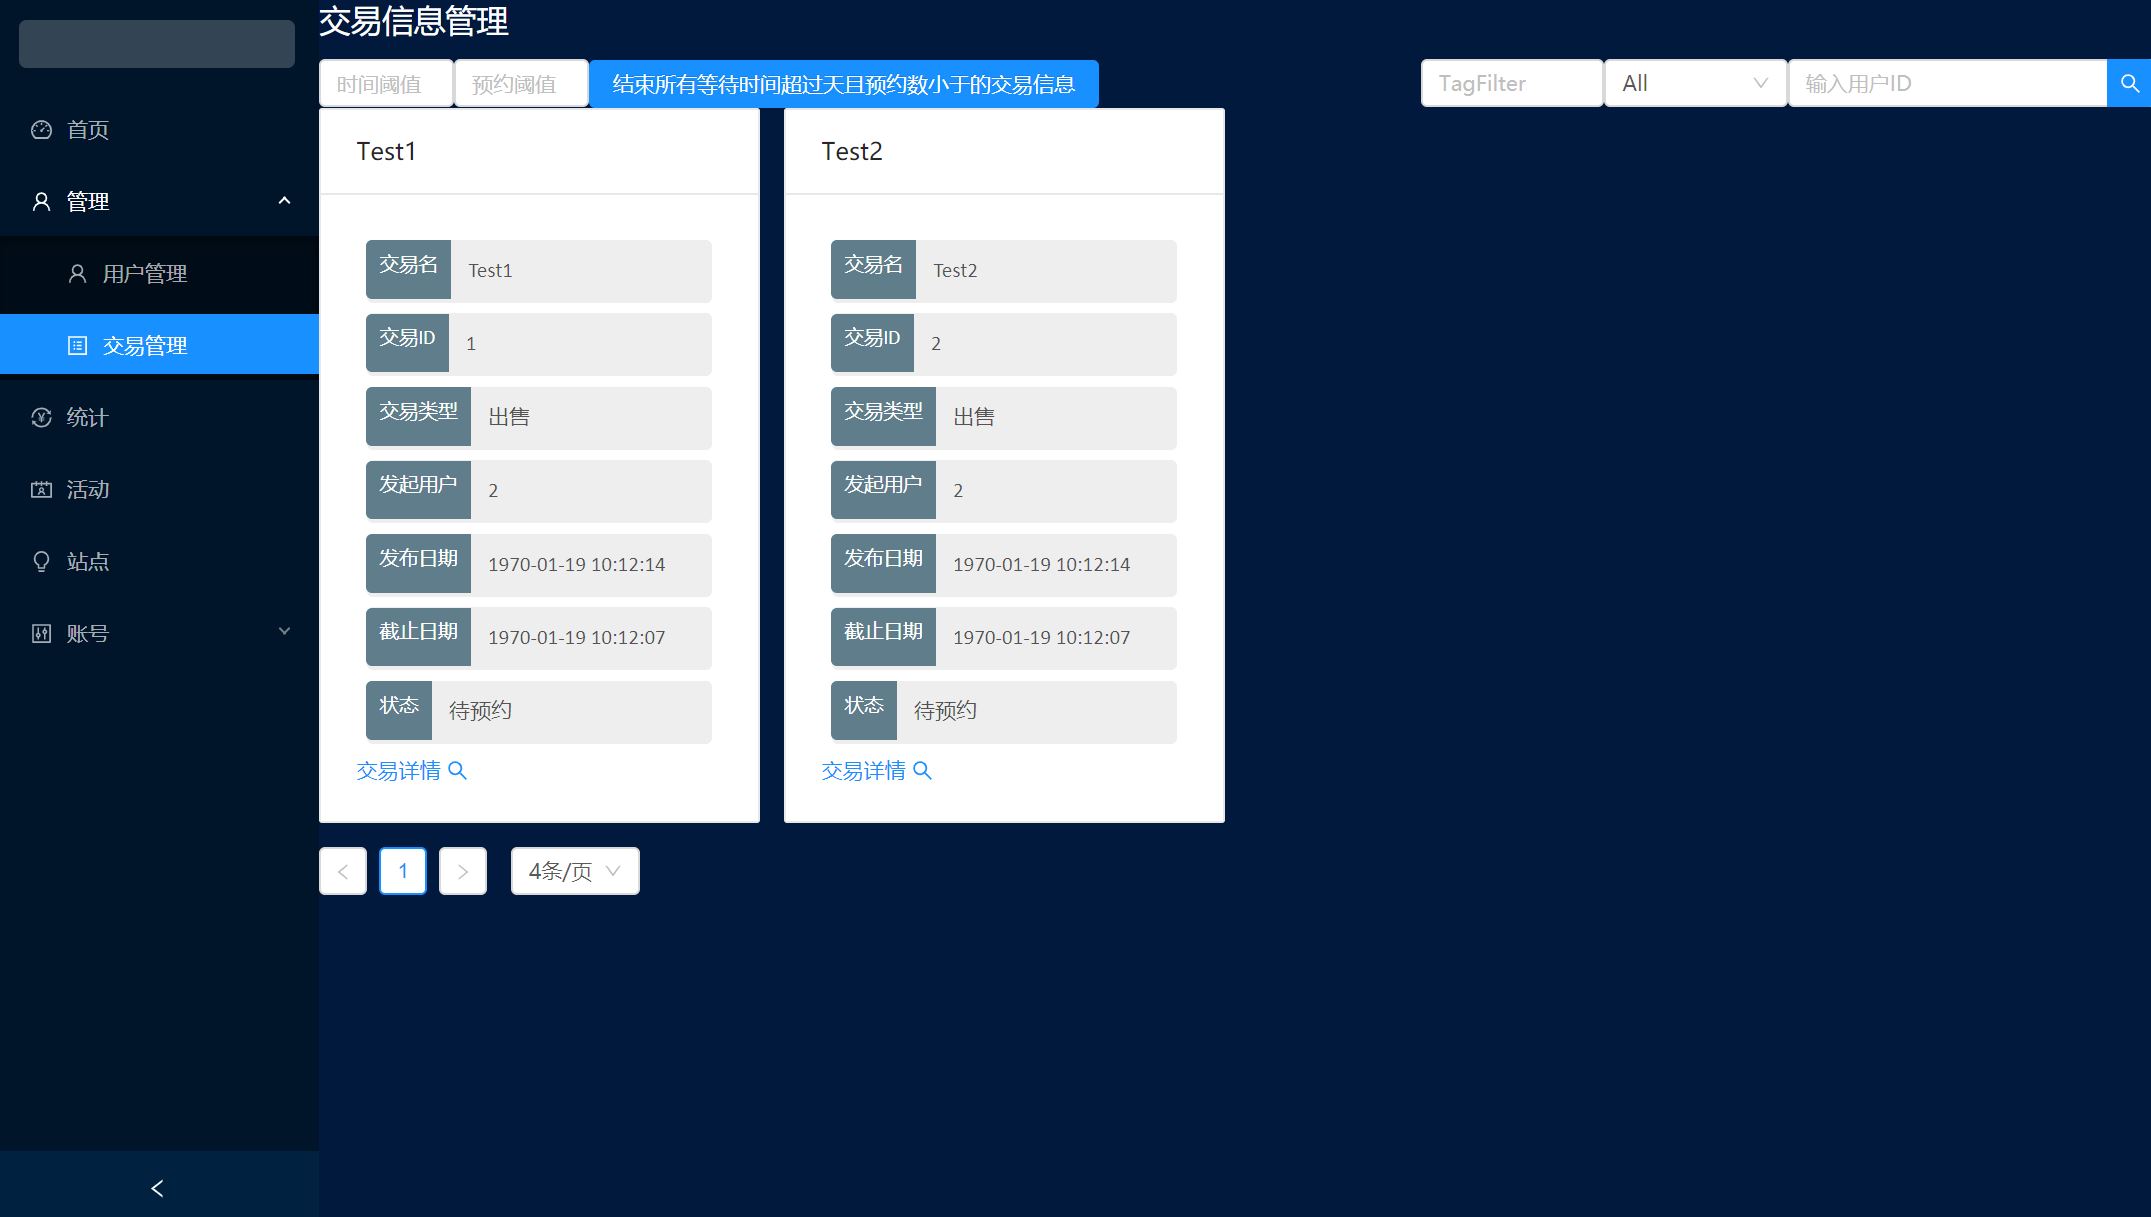 首页
管理
用户管理
交易管理
统计
活动
站点
账号
交易信息管理
时间阈值 预约阈值 结束所有等待时间超过天且预约数小于的交易信息 TagFilter All 输入用户ID
Test1
交易名 Test1
交易ID 1
交易类型 出售
发起用户 2
发布日期 1970-01-19 10:12:14
截止日期 1970-01-19 10:12:07
状态 待预约
交易详情
Test2
交易名 Test2
交易ID 2
交易类型 出售
发起用户 2
发布日期 1970-01-19 10:12:14
截止日期 1970-01-19 10:12:07
状态 待预约
交易详情
1 4条/页